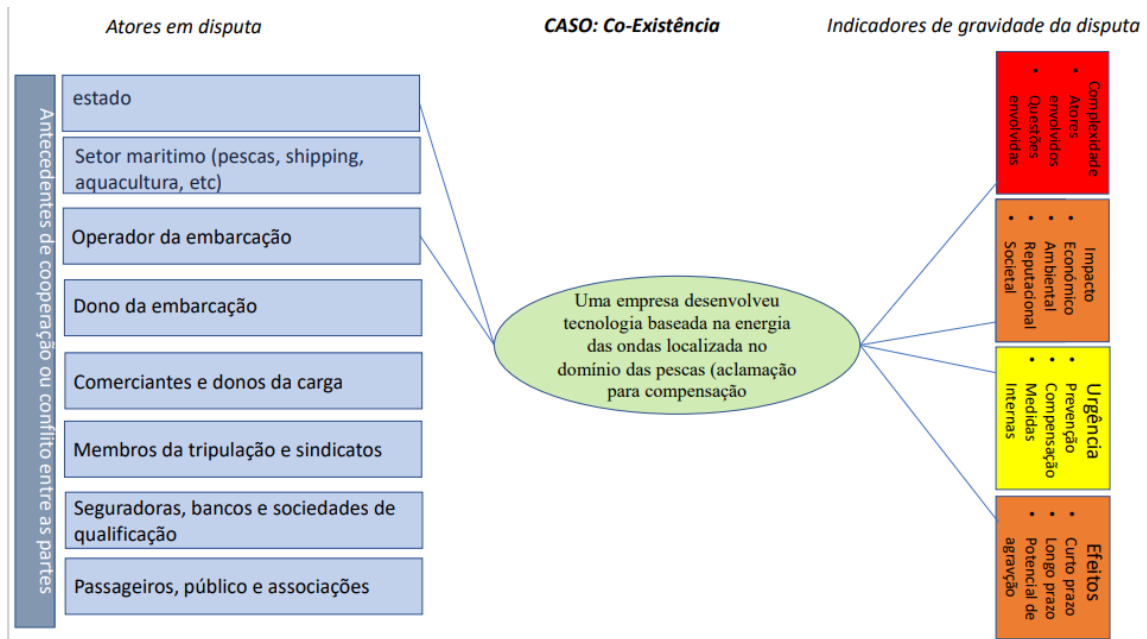 Atores em disputa
CASO: Co-Existência
Indicadores de gravidade da disputa
Antecedentes de cooperação ou conflito entre as partes
estado
Setor maritimo (pescas, shipping,
aquacultura, etc)
Operador da embarcação
Dono da embarcação
Comerciantes e donos da carga
Membros da tripulação e sindicatos
Seguradoras, bancos e sociedades de
qualificação
Passageiros, público e associações
Uma empresa desenvolveu
tecnologia baseada na energia
das ondas localizada no
domínio das pescas (aclamação
para compensação
Complexidade
• Atores
envolvidos
• Questões
envolvidas
Impacto
• Económico
• Ambiental
• Reputacional
• Societal
Urgência
• Prevenção
• Compensação
• Medidas
Internas
Efeitos
• Curto prazo
• Longo prazo
• Potencial de
agravção